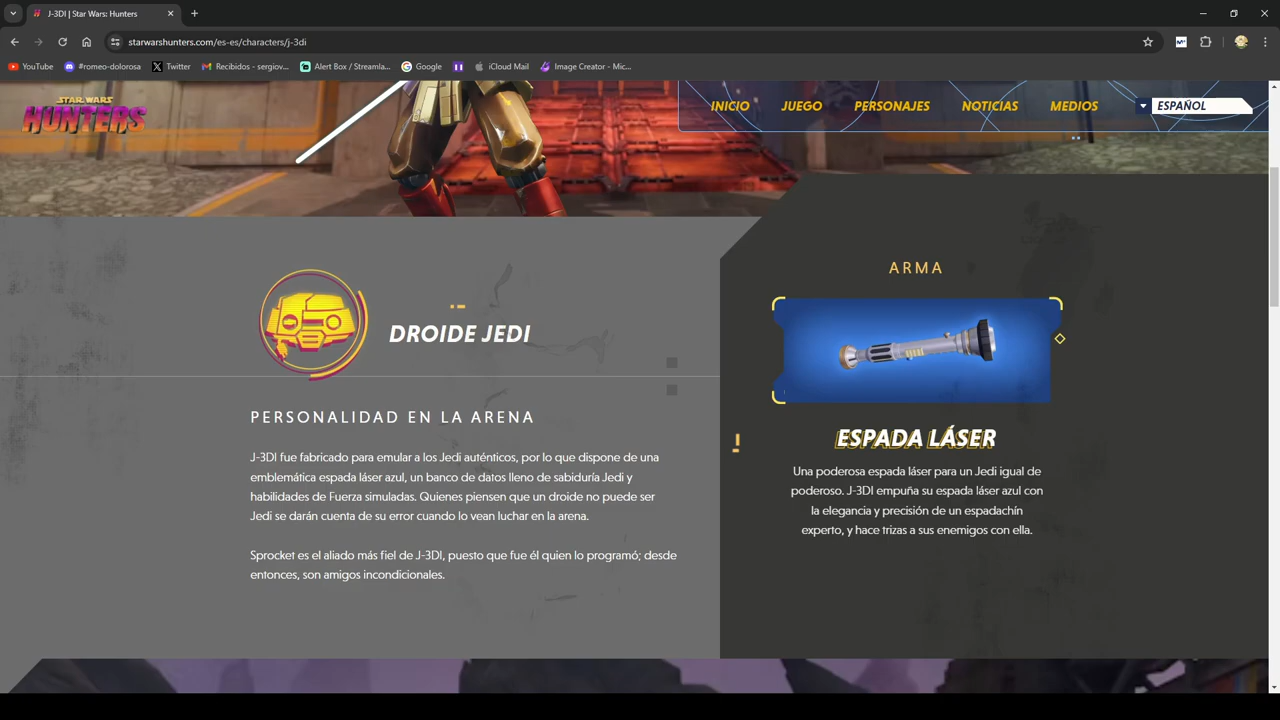 J-3DI | Star Wars: Hunters
starwarshunters.com/es-es/characters/j-3di
YouTube
#romeo-dolorosa
Twitter
Recibidos - sergiov...
Alert Box / Streamla...
Google
iCloud Mail
Image Creator - Mic...
STAR WARS
HUNTERS
INICIO
JUEGO
PERSONAJES
NOTICIAS
MEDIOS
ESPAÑOL
DROIDE JEDI
PERSONALIDAD EN LA ARENA
J-3DI fue fabricado para emular a los Jedi auténticos, por lo que dispone de una
emblemática espada láser azul, un banco de datos lleno de sabiduría Jedi y
habilidades de Fuerza simuladas. Quienes piensen que un droide no puede ser
Jedi se darán cuenta de su error cuando lo vean luchar en la arena.
Sprocket es el aliado más fiel de J-3DI, puesto que fue él quien lo programó; desde
entonces, son amigos incondicionales.
ARMA
ESPADA LÁSER
Una poderosa espada láser para un Jedi igual de
poderoso. J-3DI empuña su espada láser azul con
la elegancia y precisión de un espadachín
experto, y hace trizas a sus enemigos con ella.